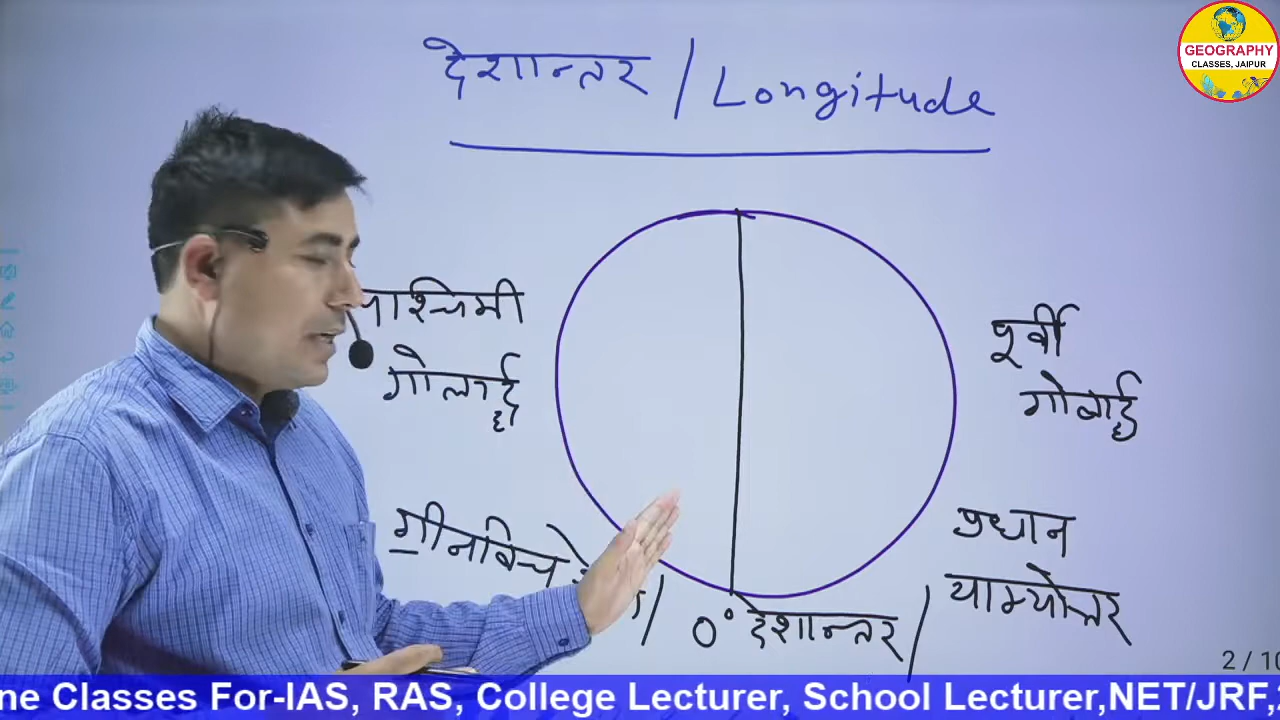 देशान्तर / Longitude
GEOGRAPHY
CLASSES, JAIPUR
पाश्चिमी
गोलार्द्ध
पूर्वी
गोलार्द्ध
ग्रीनविच
0° देशान्तर /
प्रधान
याम्योत्तर
2 / 10
ne Classes For-IAS, RAS, College Lecturer, School Lecturer,NET/JRF,